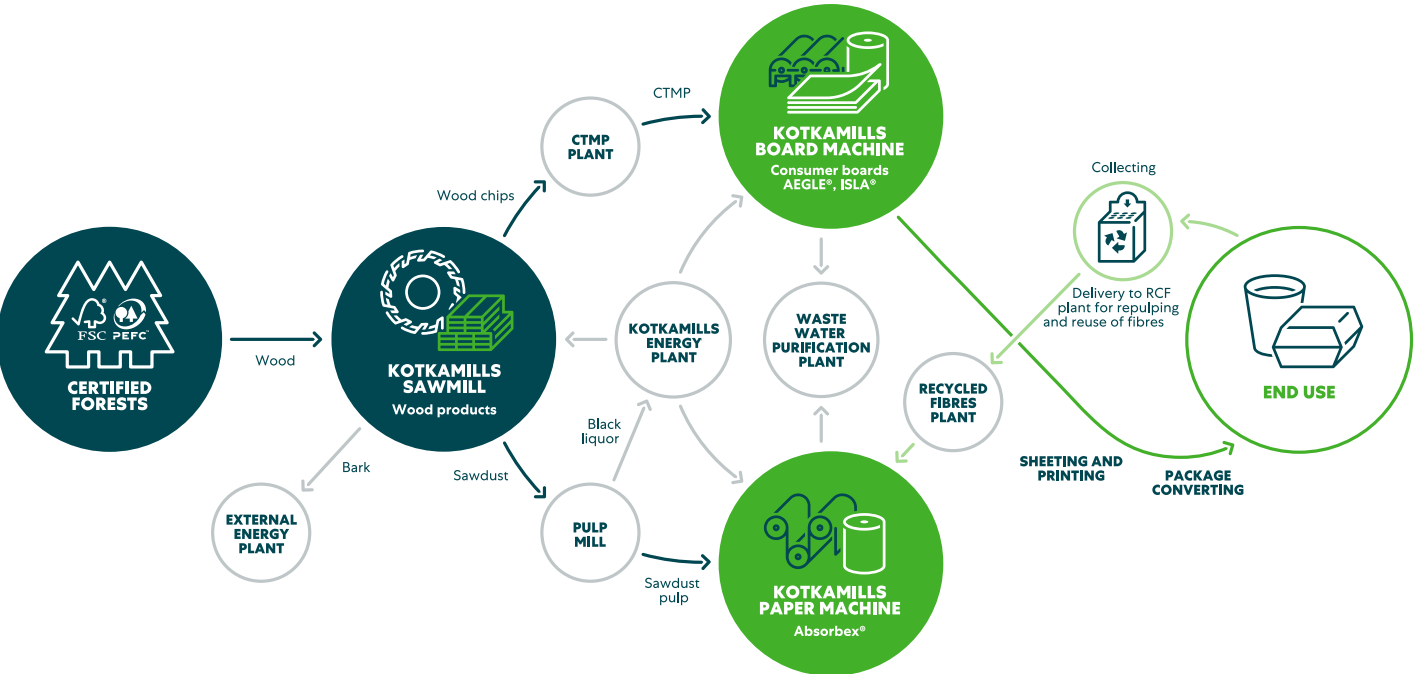 FSC®
PEFC™
CERTIFIED
FORESTS
Wood
KOTKAMILLS
SAWMILL
Wood products
Bark
EXTERNAL
ENERGY
PLANT
Wood chips
CTMP
PLANT
CTMP
Sawdust
PULP
MILL
Black
liquor
Sawdust
pulp
KOTKAMILLS
ENERGY
PLANT
KOTKAMILLS
BOARD MACHINE
Consumer boards
AEGLE®, ISLA®
WASTE
WATER
PURIFICATION
PLANT
KOTKAMILLS
PAPER MACHINE
Absorbex®
RECYCLED
FIBRES
PLANT
Collecting
Delivery to RCF
plant for repulping
and reuse of fibres
SHEETING AND
PRINTING
PACKAGE
CONVERTING
END USE